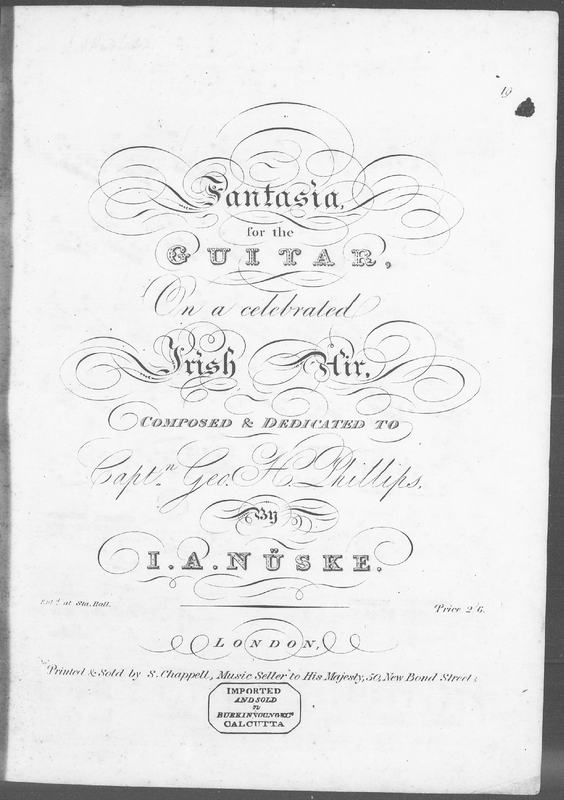 19
Fantasia,
for the
GUITAR,
On a celebrated
Irish Air,
COMPOSED & DEDICATED TO
Captn. Geo. H. Phillips,
By
I. A. NÜSKE.
Entd. at Sta. Hall.
Price 2/6.
LONDON,
Printed & Sold by S. Chappell, Music Seller to His Majesty, 50, New Bond Street.
IMPORTED
AND SOLD
BY
BURKINYOUNG & Co.
CALCUTTA